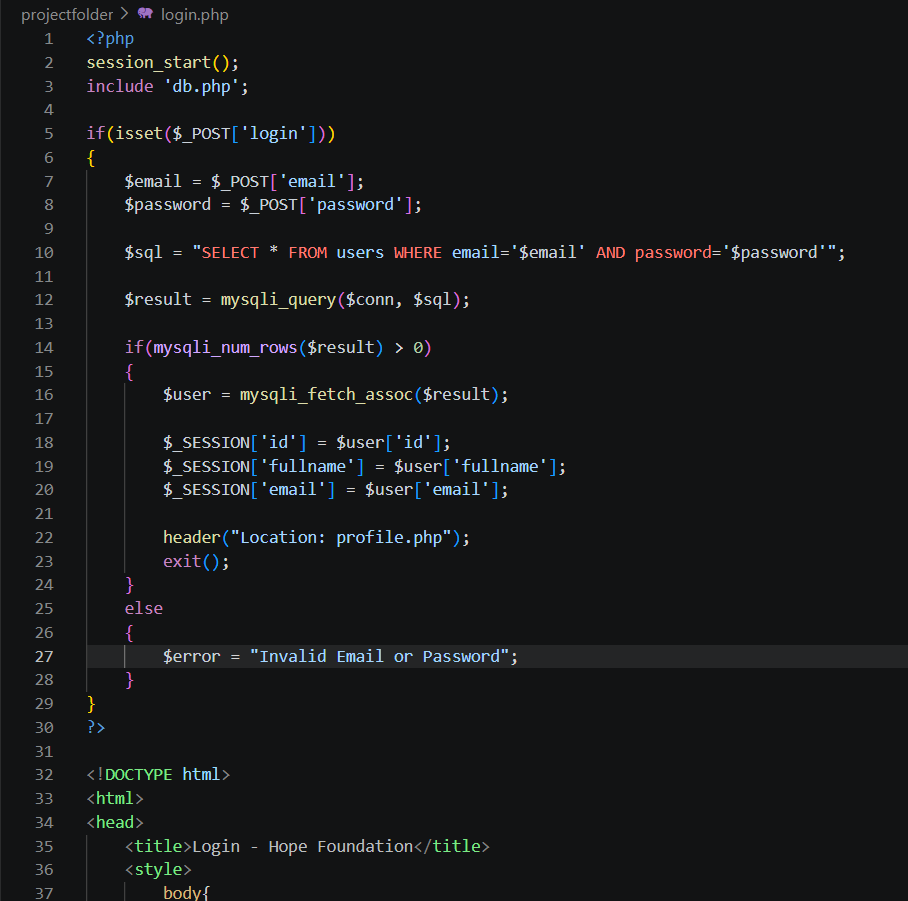 projectfolder > login.php
1 <?php
2 session_start();
3 include 'db.php';
4
5 if(isset($_POST['login']))
6 {
7     $email = $_POST['email'];
8     $password = $_POST['password'];
9
10     $sql = "SELECT * FROM users WHERE email='$email' AND password='$password'";
11
12     $result = mysqli_query($conn, $sql);
13
14     if(mysqli_num_rows($result) > 0)
15     {
16         $user = mysqli_fetch_assoc($result);
17
18         $_SESSION['id'] = $user['id'];
19         $_SESSION['fullname'] = $user['fullname'];
20         $_SESSION['email'] = $user['email'];
21
22         header("Location: profile.php");
23         exit();
24     }
25     else
26     {
27         $error = "Invalid Email or Password";
28     }
29 }
30 ?>
31
32 <!DOCTYPE html>
33 <html>
34 <head>
35     <title>Login - Hope Foundation</title>
36     <style>
37         body{